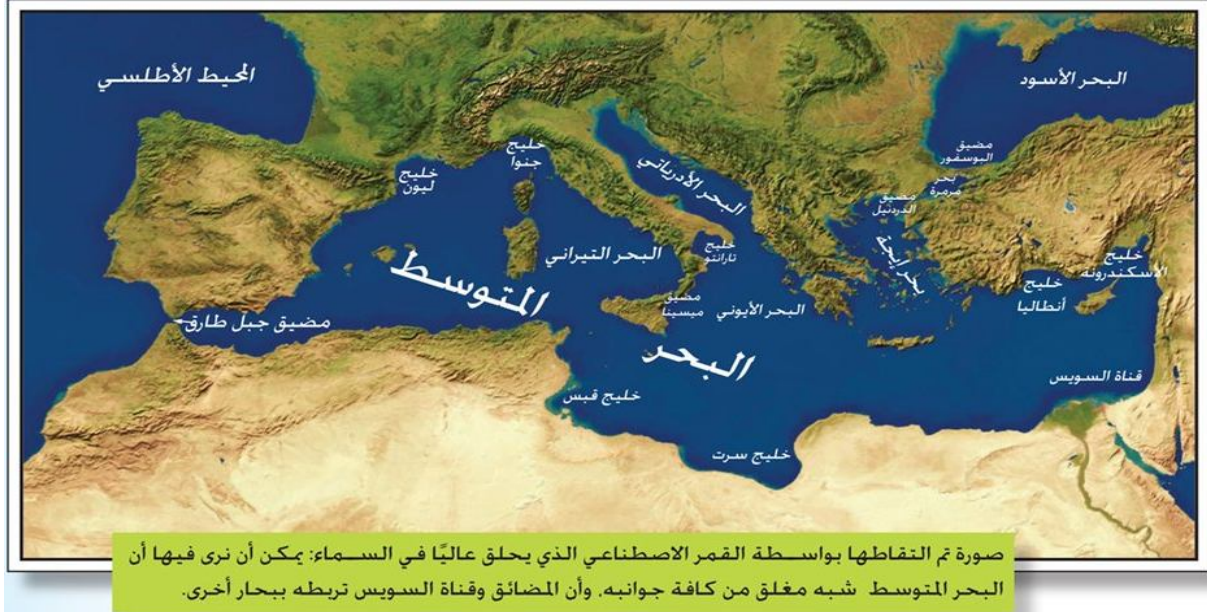 المحيط الأطلسي
البحر الأسود
مضيق
البوسفور
بحر
مرمرة
مضيق
الدردنيل
خليج
جنوا
خليج
ليون
البحر الأدرياتي
خليج
تارانتو
البحر التيراني
بحر إيجة
خليج
الاسكندرونه
خليج
أنطاليا
المتوسط
مضيق
ميسينا
البحر الأيوني
مضيق جبل طارق
البحر
قناة السويس
خليج قبس
خليج سرت
صورة تم التقاطها بواسطة القمر الاصطناعي الذي يحلق عاليًا في السماء: يمكن أن نرى فيها أن
البحر المتوسط شبه مغلق من كافة جوانبه، وأن المضائق وقناة السويس تربطه ببحار أخرى.